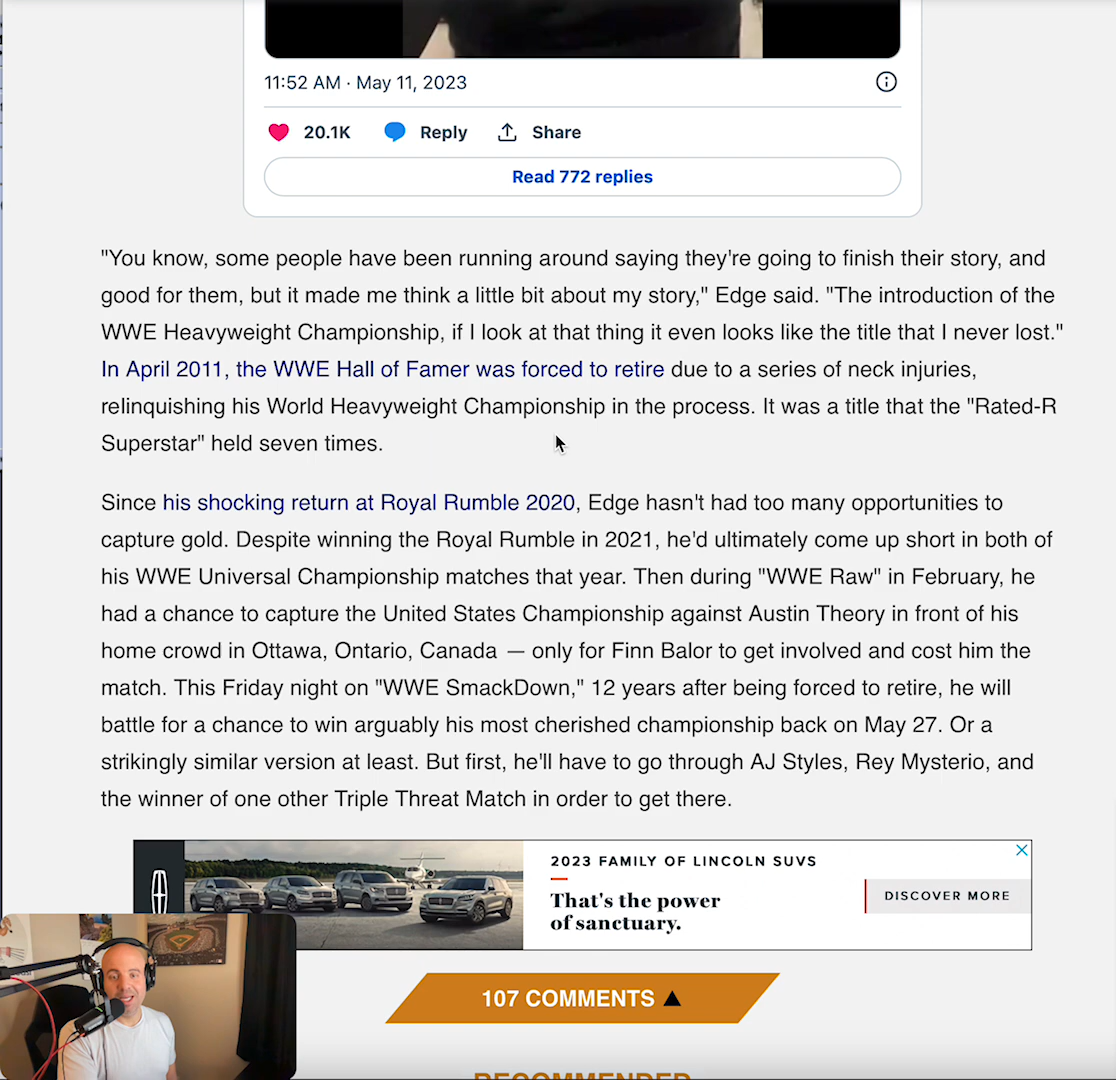 11:52 AM · May 11, 2023
20.1K Reply Share
Read 772 replies
"You know, some people have been running around saying they're going to finish their story, and
good for them, but it made me think a little bit about my story," Edge said. "The introduction of the
WWE Heavyweight Championship, if I look at that thing it even looks like the title that I never lost."
In April 2011, the WWE Hall of Famer was forced to retire due to a series of neck injuries,
relinquishing his World Heavyweight Championship in the process. It was a title that the "Rated-R
Superstar" held seven times.
Since his shocking return at Royal Rumble 2020, Edge hasn't had too many opportunities to
capture gold. Despite winning the Royal Rumble in 2021, he'd ultimately come up short in both of
his WWE Universal Championship matches that year. Then during "WWE Raw" in February, he
had a chance to capture the United States Championship against Austin Theory in front of his
home crowd in Ottawa, Ontario, Canada — only for Finn Balor to get involved and cost him the
match. This Friday night on "WWE SmackDown," 12 years after being forced to retire, he will
battle for a chance to win arguably his most cherished championship back on May 27. Or a
strikingly similar version at least. But first, he'll have to go through AJ Styles, Rey Mysterio, and
the winner of one other Triple Threat Match in order to get there.
2023 FAMILY OF LINCOLN SUVS
That's the power
of sanctuary.
DISCOVER MORE
107 COMMENTS
RECOMMENDED